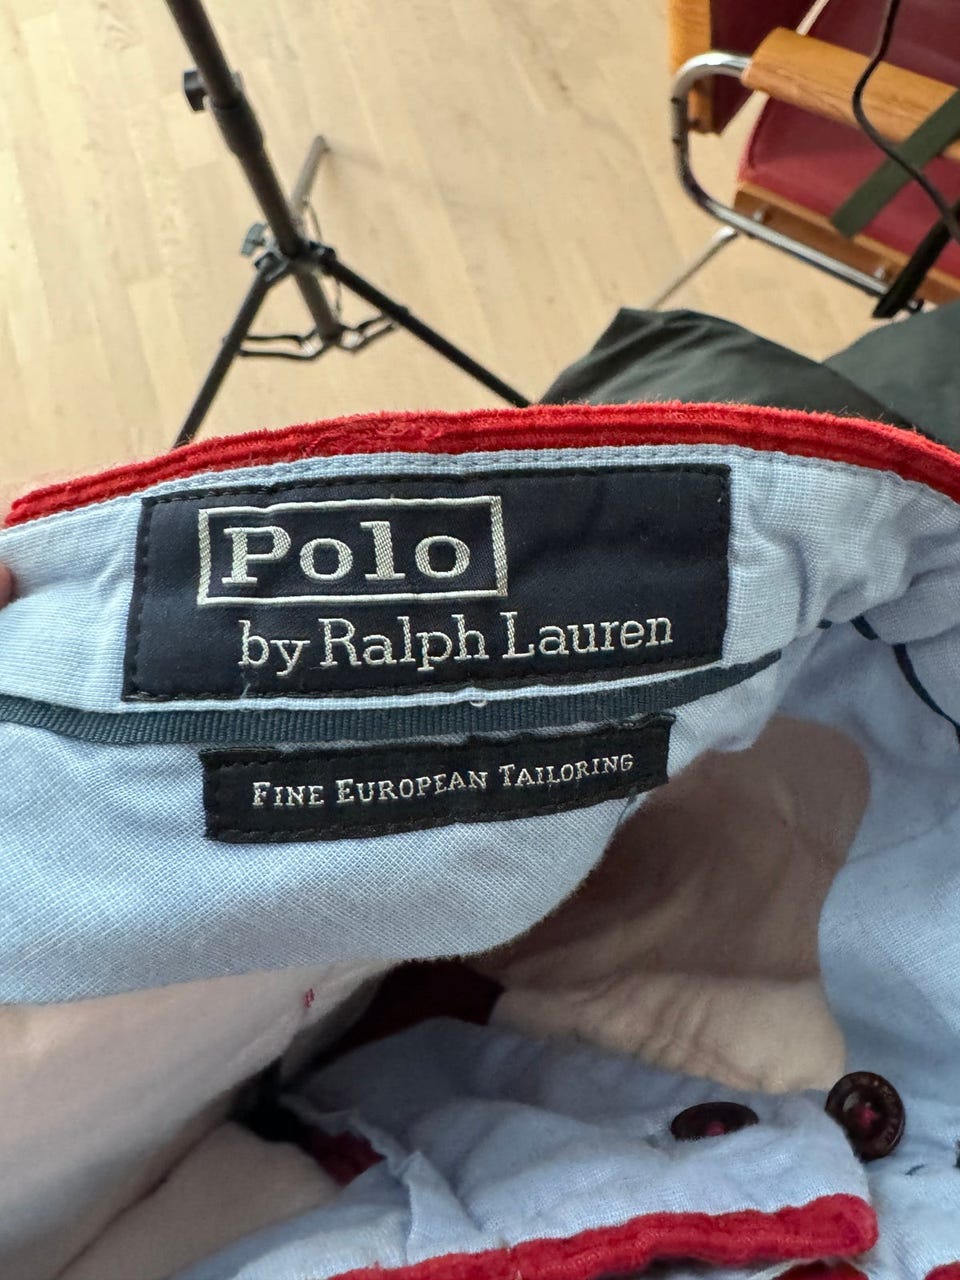 Polo
by Ralph Lauren
FINE EUROPEAN TAILORING